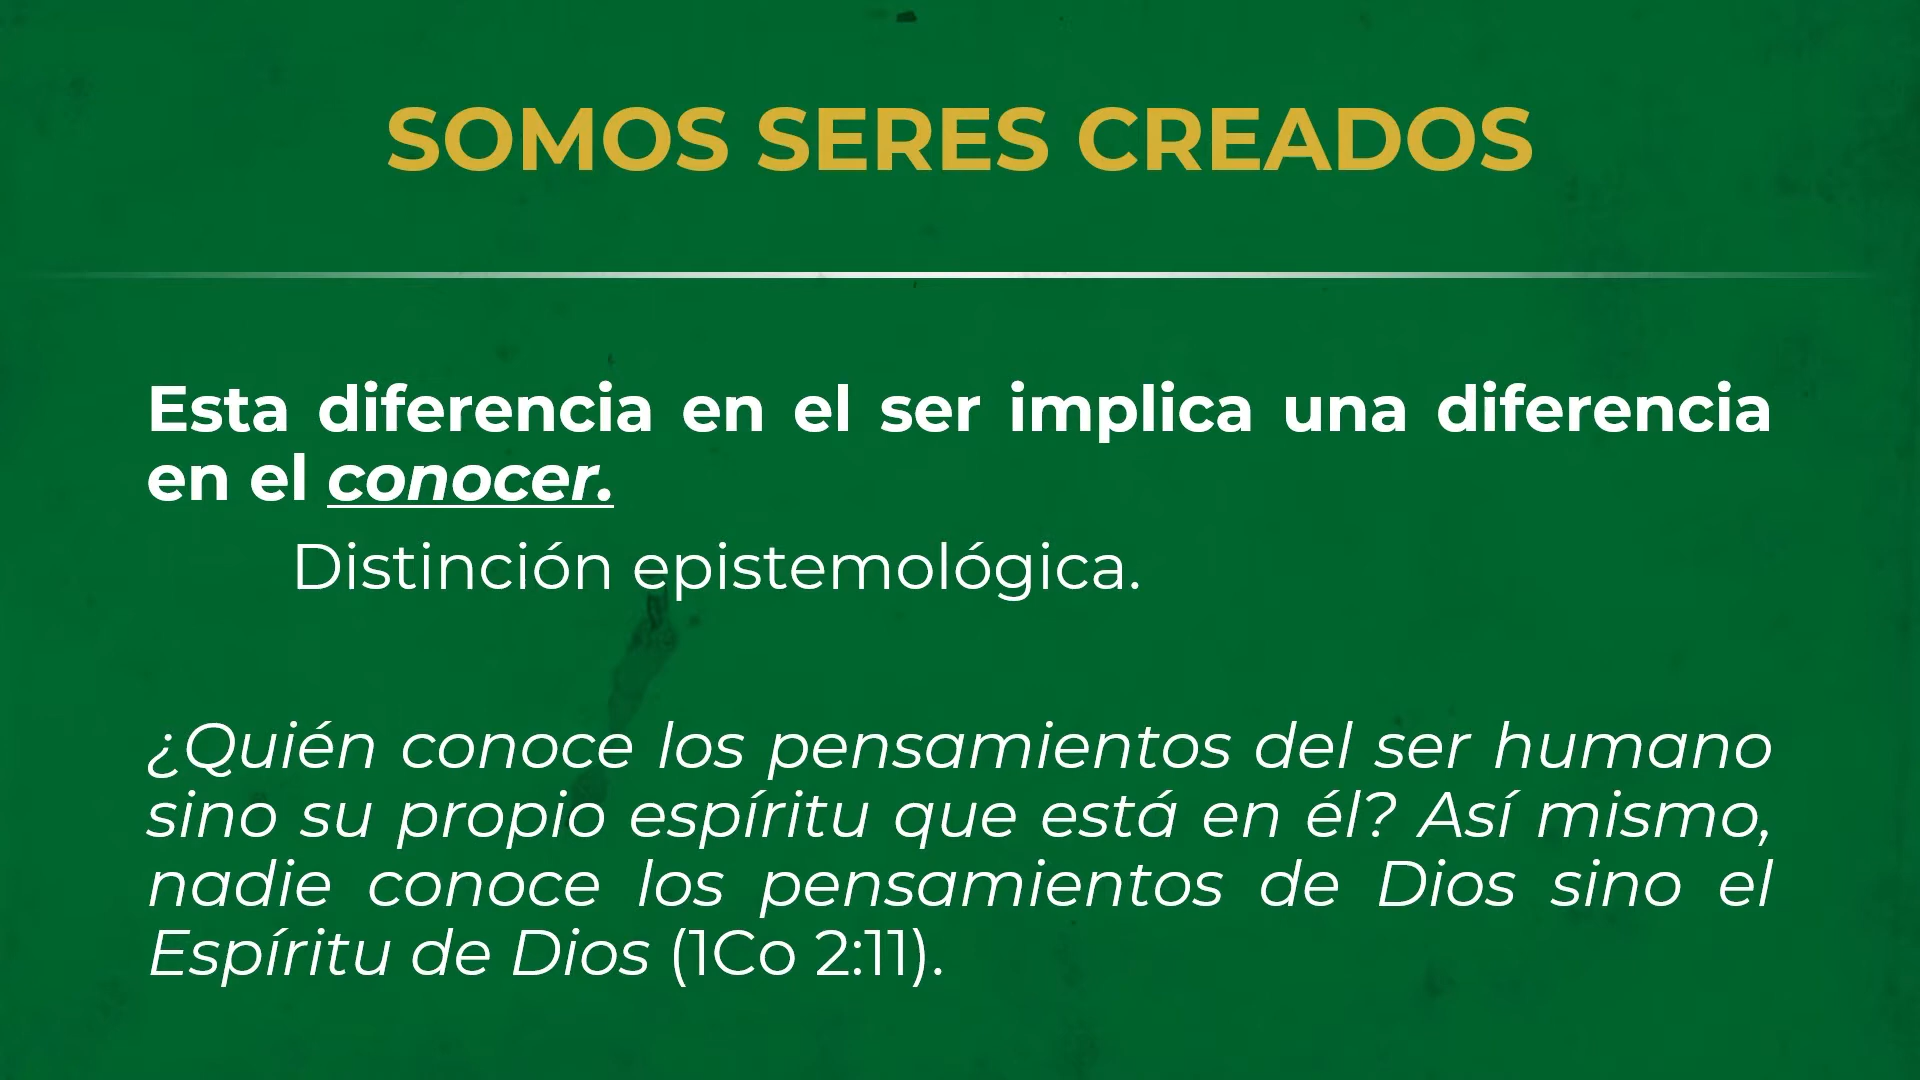 SOMOS SERES CREADOS
Esta diferencia en el ser implica una diferencia
en el conocer.
Distinción epistemológica.
¿Quién conoce los pensamientos del ser humano
sino su propio espíritu que está en él? Así mismo,
nadie conoce los pensamientos de Dios sino el
Espíritu de Dios (1Co 2:11).